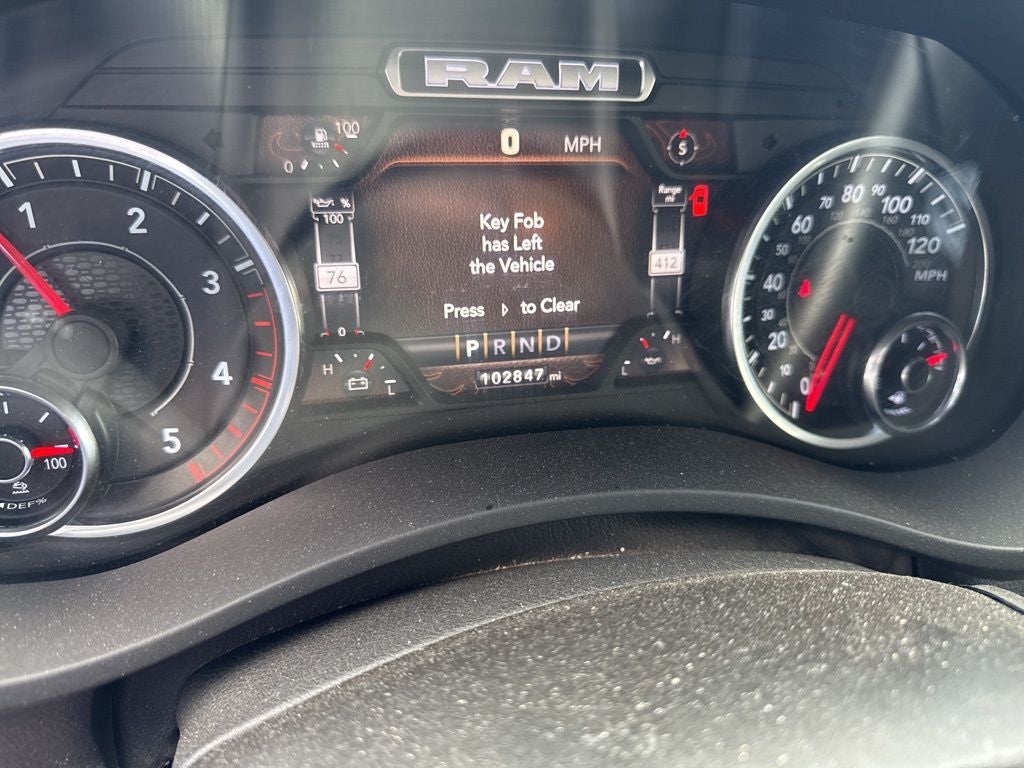 RAM
100
0
0 MPH
S
%
100
77
76
0
Key Fob
has Left
the Vehicle
Press to Clear
Range
mi
412
P R N D
102847 mi
H L
L H
1
2
3
4
5
100
DEF%
0
20
30
40
50
60
70
80
90
100
110
120
MPH